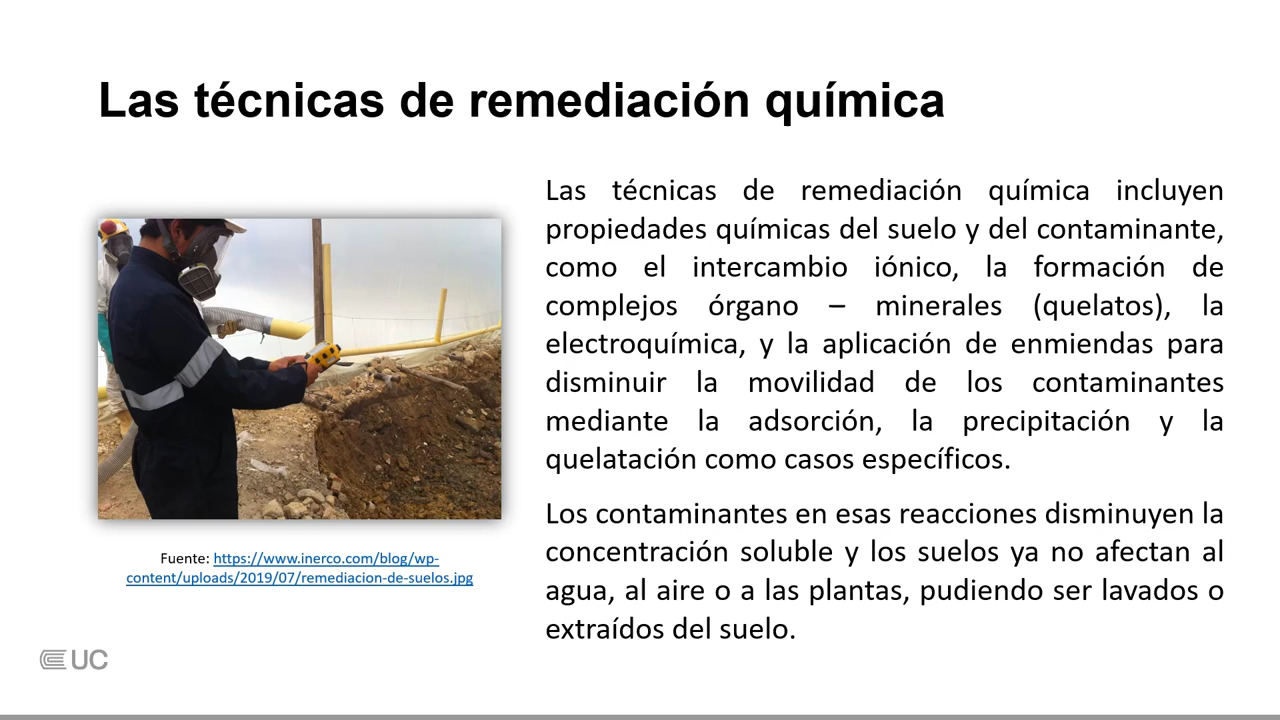 Las técnicas de remediación química
Las técnicas de remediación química incluyen
propiedades químicas del suelo y del contaminante,
como el intercambio iónico, la formación de
complejos órgano – minerales (quelatos), la
electroquímica, y la aplicación de enmiendas para
disminuir la movilidad de los contaminantes
mediante la adsorción, la precipitación y la
quelatación como casos específicos.
Los contaminantes en esas reacciones disminuyen la
concentración soluble y los suelos ya no afectan al
agua, al aire o a las plantas, pudiendo ser lavados o
extraídos del suelo.
Fuente: https://www.inerco.com/blog/wp-
content/uploads/2019/07/remediacion-de-suelos.jpg
UC